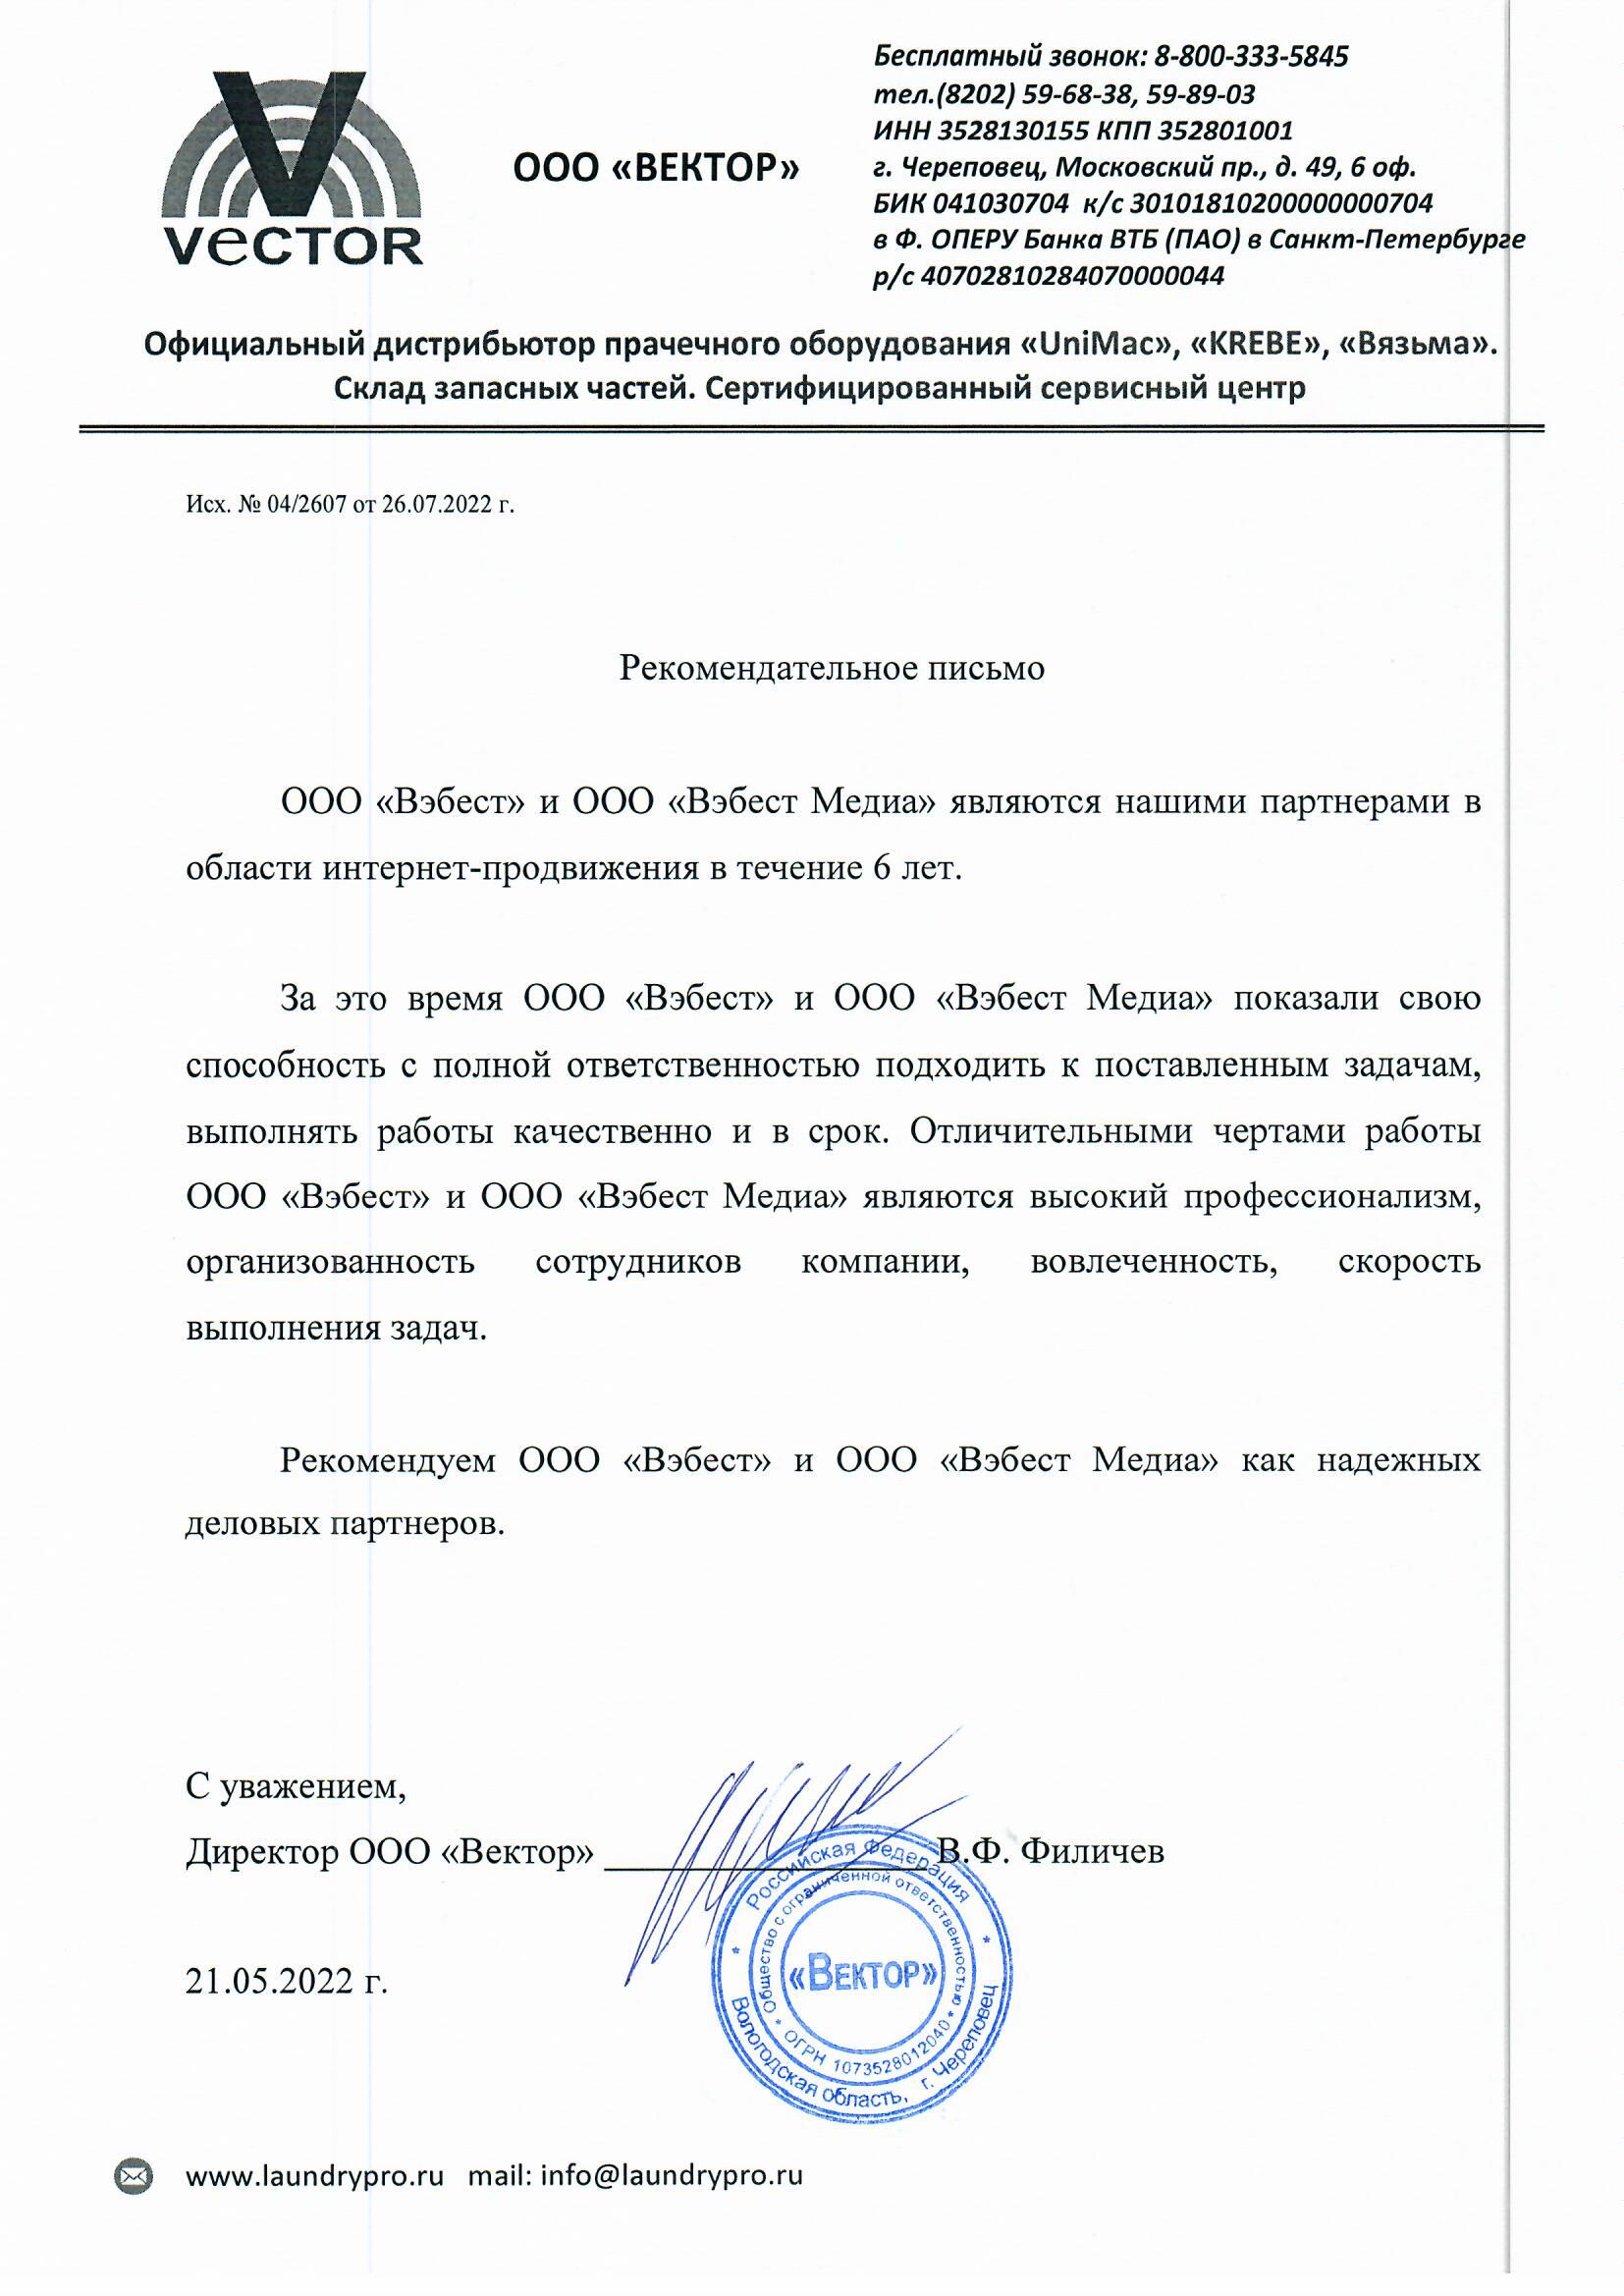 V
VECTOR
ООО «ВЕКТОР»
Бесплатный звонок: 8-800-333-5845
тел.(8202) 59-68-38, 59-89-03
ИНН 3528130155 КПП 352801001
г. Череповец, Московский пр., д. 49, 6 оф.
БИК 041030704 к/с 30101810200000000704
в Ф. ОПЕРУ Банка ВТБ (ПАО) в Санкт-Петербурге
р/с 40702810284070000044
Официальный дистрибьютор прачечного оборудования «UniMac», «KREBE», «Вязьма».
Склад запасных частей. Сертифицированный сервисный центр
Исх. № 04/2607 от 26.07.2022 г.
Рекомендательное письмо
ООО «Вэбест» и ООО «Вэбест Медиа» являются нашими партнерами в
области интернет-продвижения в течение 6 лет.
За это время ООО «Вэбест» и ООО «Вэбест Медиа» показали свою
способность с полной ответственностью подходить к поставленным задачам,
выполнять работы качественно и в срок. Отличительными чертами работы
ООО «Вэбест» и ООО «Вэбест Медиа» являются высокий профессионализм,
организованность сотрудников компании, вовлеченность, скорость
выполнения задач.
Рекомендуем ООО «Вэбест» и ООО «Вэбест Медиа» как надежных
деловых партнеров.
С уважением,
Директор ООО «Вектор» В.Ф. Филичев
21.05.2022 г.
Российская Федерация
Общество с ограниченной ответственностью
«ВЕКТОР»
* ОГРН 1073528012040 *
* Вологодская область, г. Череповец *
www.laundrypro.ru mail: info@laundrypro.ru